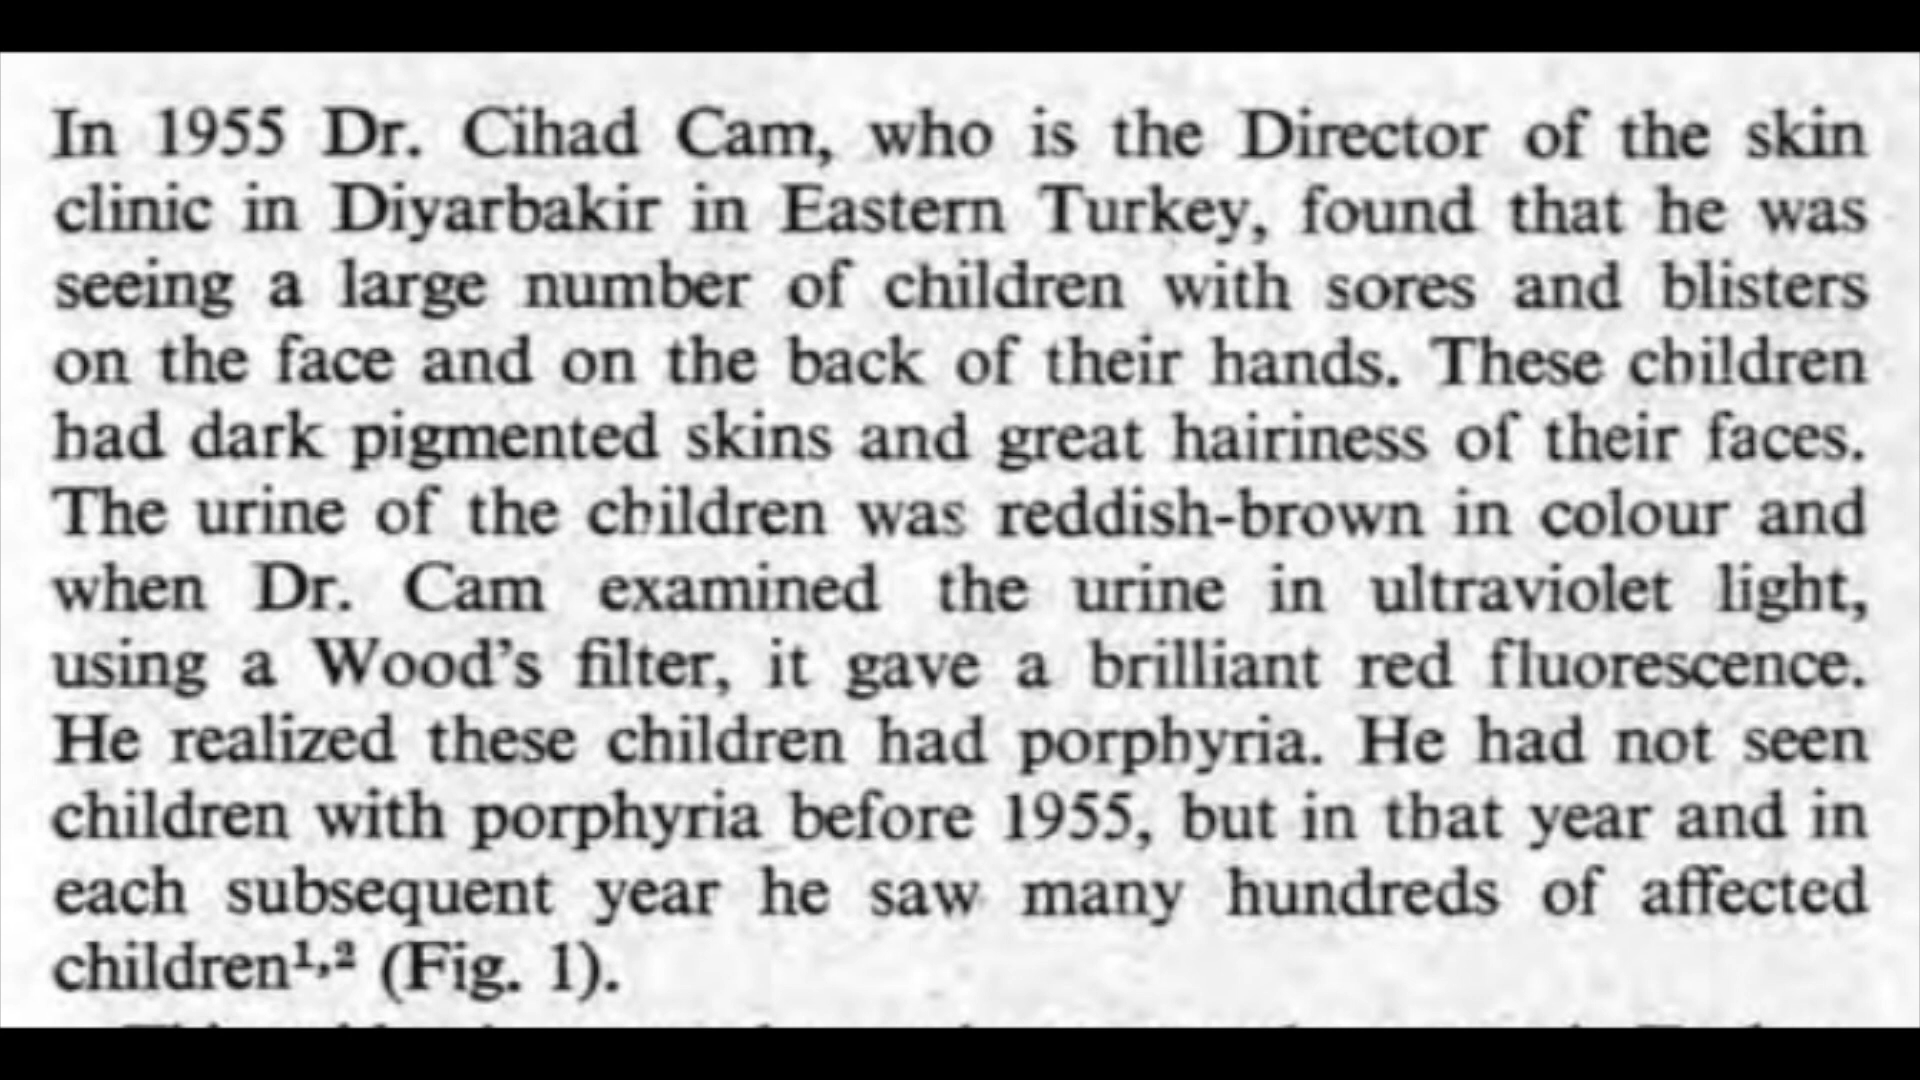 In 1955 Dr. Cihad Cam, who is the Director of the skin
clinic in Diyarbakir in Eastern Turkey, found that he was
seeing a large number of children with sores and blisters
on the face and on the back of their hands. These children
had dark pigmented skins and great hairiness of their faces.
The urine of the children was reddish-brown in colour and
when Dr. Cam examined the urine in ultraviolet light,
using a Wood's filter, it gave a brilliant red fluorescence.
He realized these children had porphyria. He had not seen
children with porphyria before 1955, but in that year and in
each subsequent year he saw many hundreds of affected
children¹,² (Fig. 1).